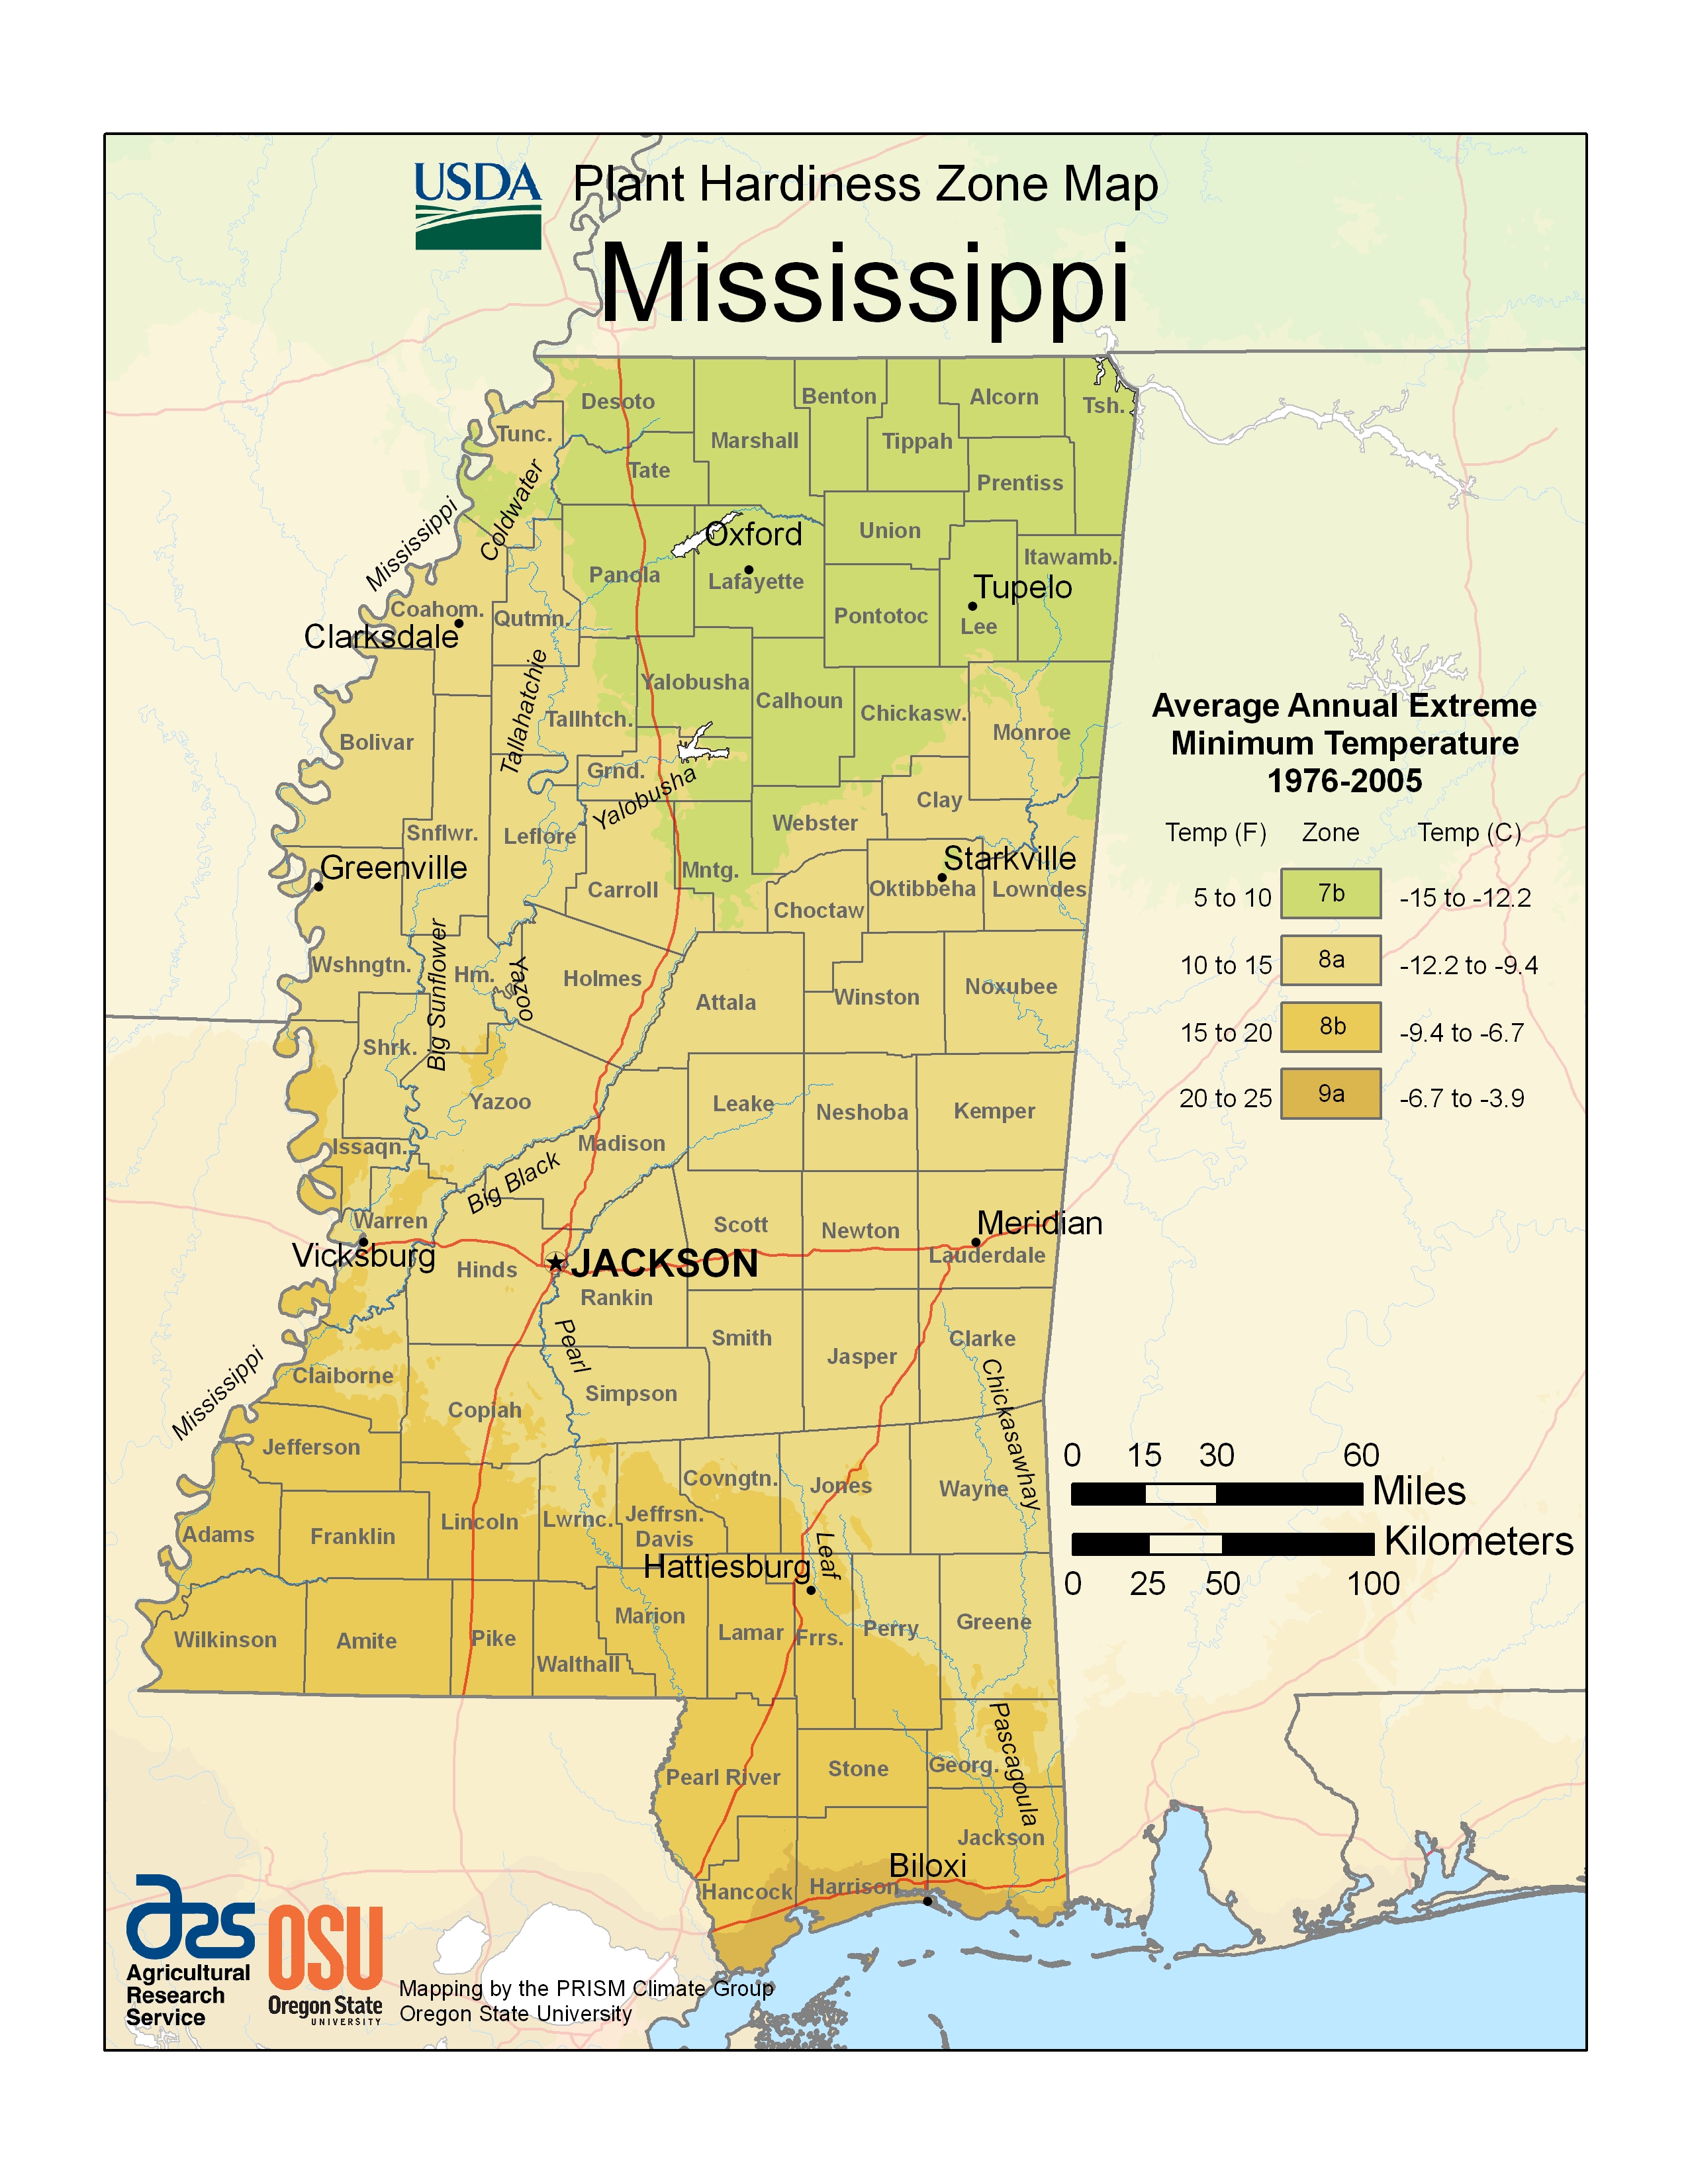 USDA
Plant Hardiness Zone Map
Mississippi
Desoto
Benton
Alcorn
Tsh.
Tunc.
Marshall
Tippah
Tate
Prentiss
Coldwater
Mississippi
Oxford
Union
Itawamb.
Panola
Lafayette
Tupelo
Coahom.
Qutmn.
Pontotoc
Lee
Clarksdale
Tallahatchie
Yalobusha
Calhoun
Chickasw.
Tallhtch.
Monroe
Bolivar
Grnd.
Yalobusha
Clay
Snflwr.
Leflore
Webster
Greenville
Carroll
Mntg.
Starkville
Oktibbeha
Lowndes
Choctaw
Big Sunflower
Wshngtn.
Hm.
Yazoo
Holmes
Attala
Winston
Noxubee
Shrk.
Yazoo
Leake
Neshoba
Kemper
Issaqn.
Madison
Big Black
Warren
Scott
Newton
Meridian
Vicksburg
Hinds
JACKSON
Lauderdale
Rankin
Pearl
Smith
Jasper
Clarke
Mississippi
Claiborne
Simpson
Chickasawhay
Copiah
Jefferson
Covngtn.
Jones
Wayne
Adams
Franklin
Lincoln
Lwrnc.
Jeffrsn.
Davis
Leaf
Hattiesburg
Marion
Wilkinson
Amite
Pike
Walthall
Lamar
Frrs.
Perry
Greene
Pascagoula
Pearl River
Stone
Georg.
Jackson
Biloxi
Hancock
Harrison
Average Annual Extreme
Minimum Temperature
1976-2005
Temp (F) Zone Temp (C)
5 to 10 7b -15 to -12.2
10 to 15 8a -12.2 to -9.4
15 to 20 8b -9.4 to -6.7
20 to 25 9a -6.7 to -3.9
0 15 30 60
Miles
Kilometers
0 25 50 100
ars
Agricultural
Research
Service
OSU
Oregon State
UNIVERSITY
Mapping by the PRISM Climate Group
Oregon State University